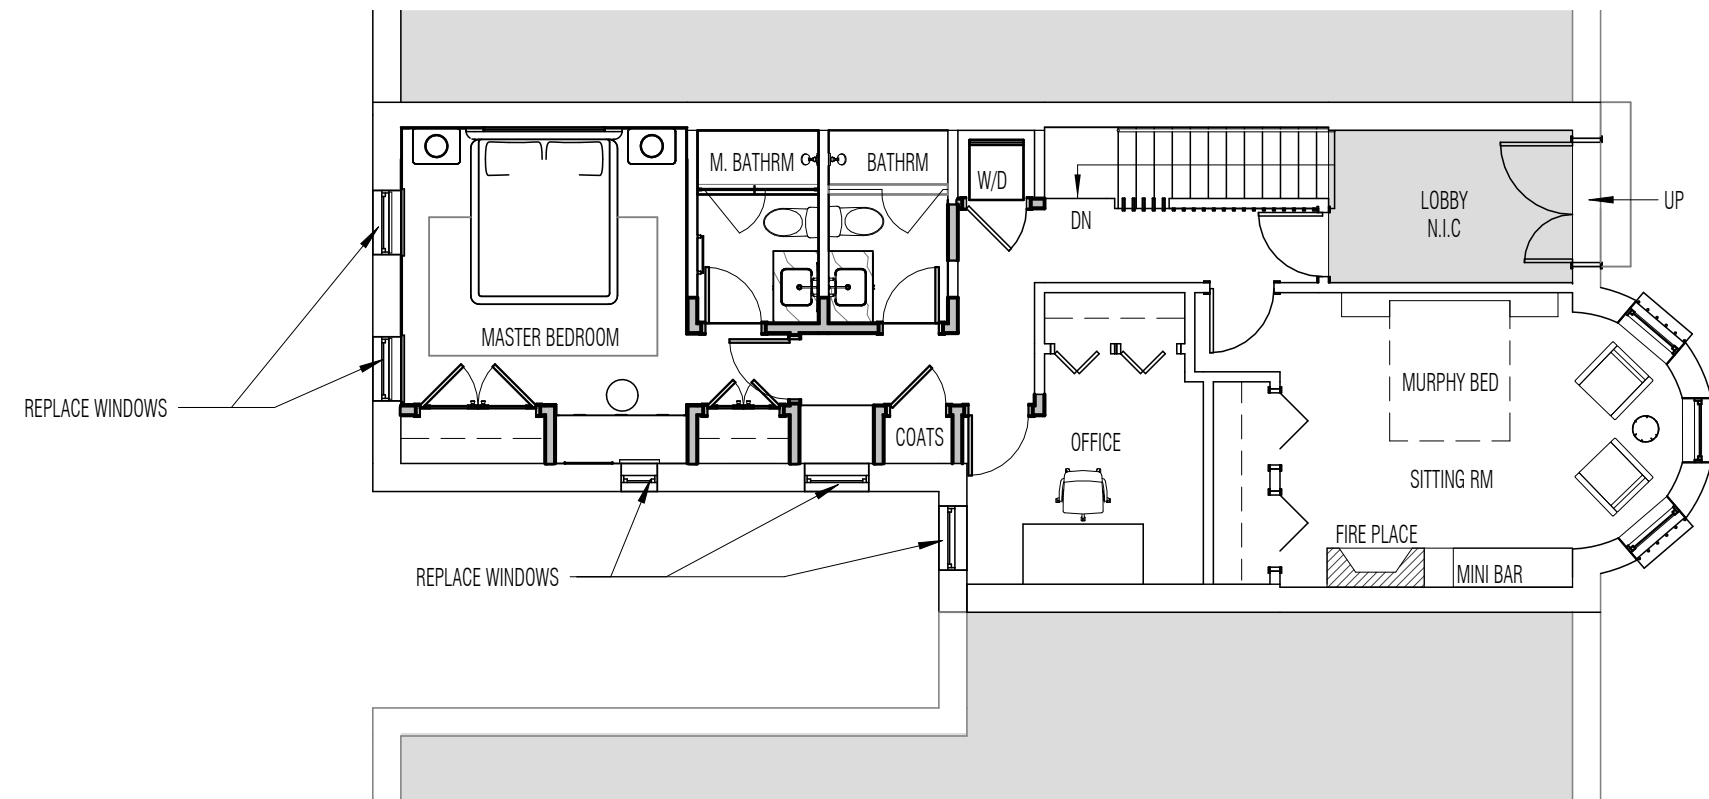 M. BATHRM
BATHRM
W/D
LOBBY
N.I.C
UP
DN
MASTER BEDROOM
MURPHY BED
REPLACE WINDOWS
COATS
OFFICE
SITTING RM
FIRE PLACE
REPLACE WINDOWS
MINI BAR